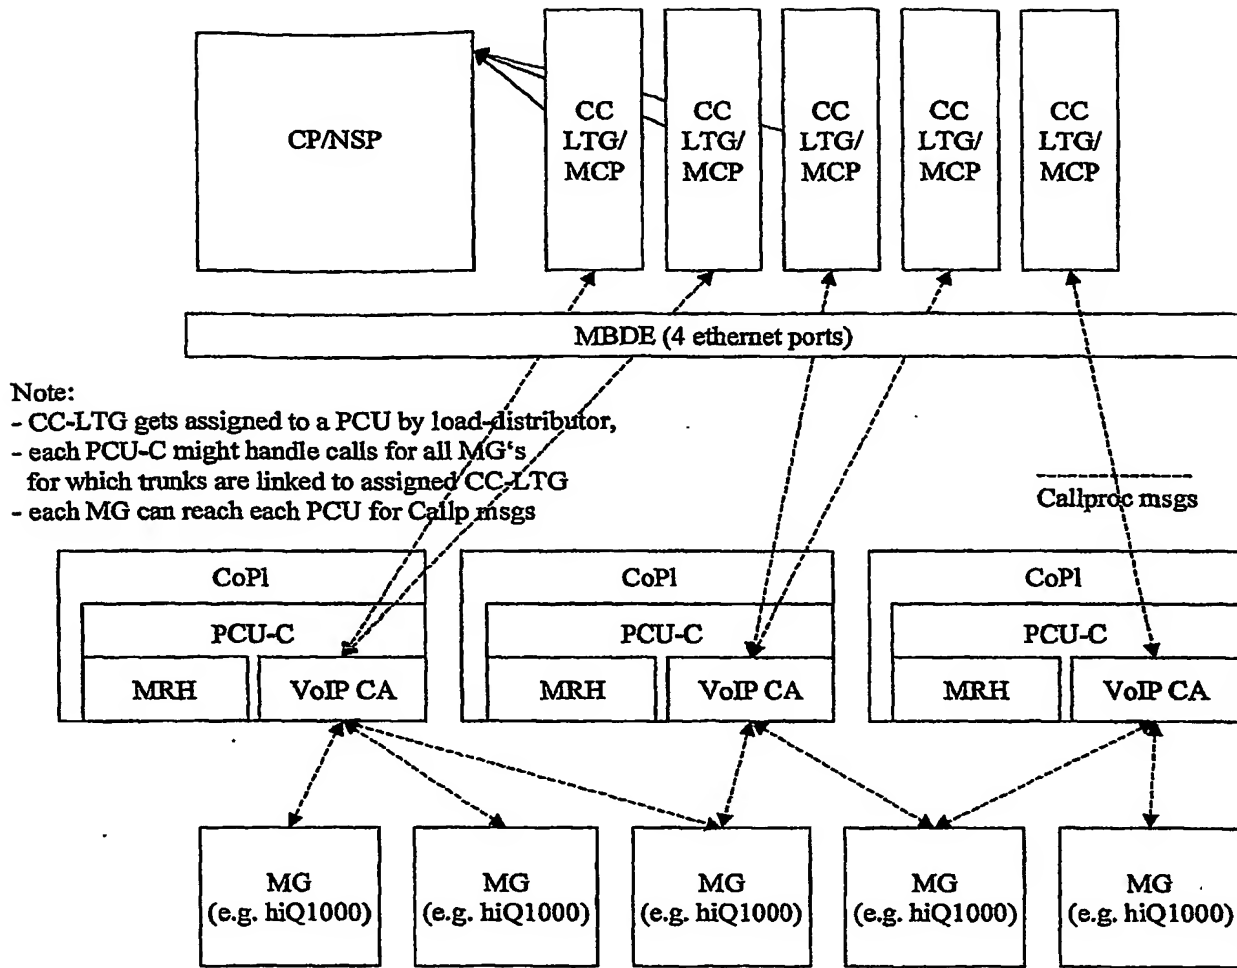 CP/NSP
CC
LTG/
MCP
CC
LTG/
MCP
CC
LTG/
MCP
CC
LTG/
MCP
CC
LTG/
MCP
MBDE (4 ethernet ports)
Note:
- CC-LTG gets assigned to a PCU by load-distributor,
- each PCU-C might handle calls for all MG‘s
for which trunks are linked to assigned CC-LTG
- each MG can reach each PCU for Callp msgs
Callproc msgs
CoPl
PCU-C
MRH
VoIP CA
CoPl
PCU-C
MRH
VoIP CA
CoPl
PCU-C
MRH
VoIP CA
MG
(e.g. hiQ1000)
MG
(e.g. hiQ1000)
MG
(e.g. hiQ1000)
MG
(e.g. hiQ1000)
MG
(e.g. hiQ1000)